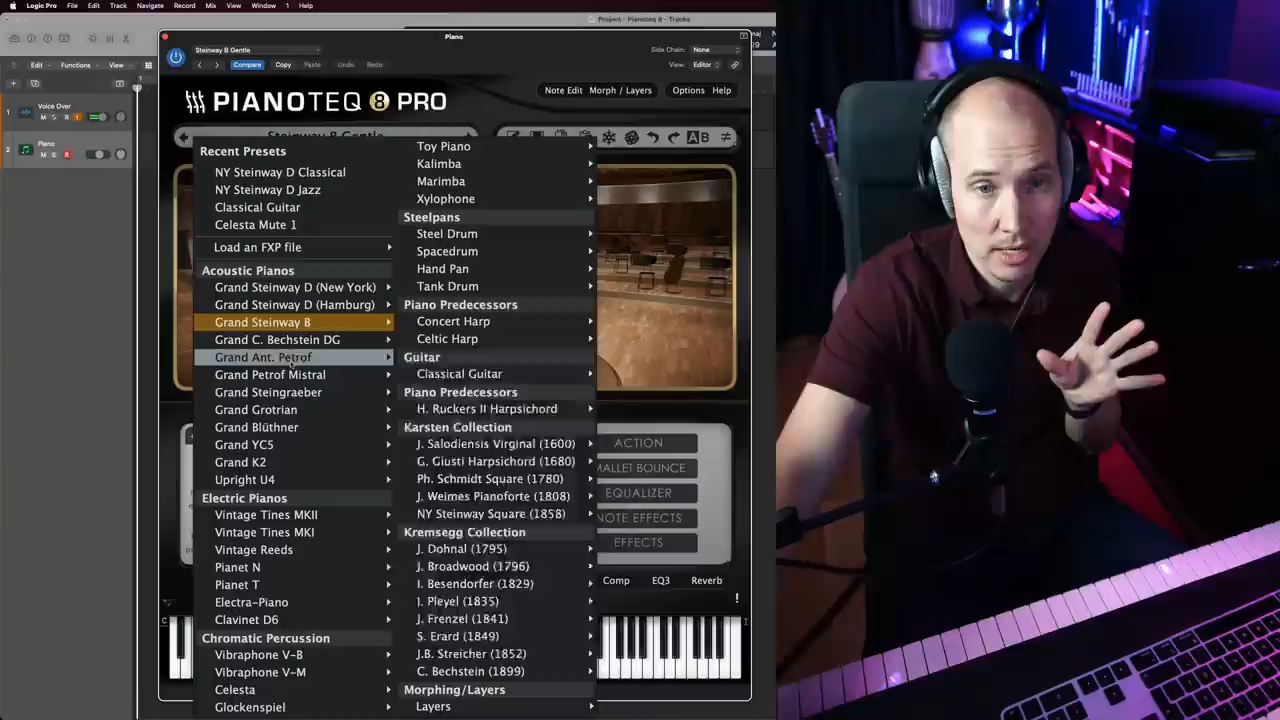 Logic Pro File Edit Track Navigate Record Mix View Window 1 Help
Project - Pianoteq 8 - Tracks
Piano
Steinway B Gentle
Side Chain: None
Compare Copy Paste Undo Redo
View: Editor
Edit Functions View
1 Voice Over
M S R I
2 Piano
M S R
PIANOTEQ 8 PRO
Note Edit Morph / Layers Options Help
Steinway B Gentle
A B
Recent Presets
NY Steinway D Classical
NY Steinway D Jazz
Classical Guitar
Celesta Mute 1
Load an FXP file
Acoustic Pianos
Grand Steinway D (New York)
Grand Steinway D (Hamburg)
Grand Steinway B
Grand C. Bechstein DG
Grand Ant. Petrof
Grand Petrof Mistral
Grand Steingraeber
Grand Grotrian
Grand Blüthner
Grand YC5
Grand K2
Upright U4
Electric Pianos
Vintage Tines MKII
Vintage Tines MKI
Vintage Reeds
Pianet N
Pianet T
Electra-Piano
Clavinet D6
Chromatic Percussion
Vibraphone V-B
Vibraphone V-M
Celesta
Glockenspiel
Toy Piano
Kalimba
Marimba
Xylophone
Steelpans
Steel Drum
Spacedrum
Hand Pan
Tank Drum
Piano Predecessors
Concert Harp
Celtic Harp
Guitar
Classical Guitar
Piano Predecessors
H. Ruckers II Harpsichord
Karsten Collection
J. Salodiensis Virginal (1600)
G. Giusti Harpsichord (1680)
Ph. Schmidt Square (1780)
J. Weimes Pianoforte (1808)
NY Steinway Square (1858)
Kremsegg Collection
J. Dohnal (1795)
J. Broadwood (1796)
I. Besendorfer (1829)
I. Pleyel (1835)
J. Frenzel (1841)
S. Erard (1849)
J.B. Streicher (1852)
C. Bechstein (1899)
Morphing/Layers
Layers
ACTION
MALLET BOUNCE
EQUALIZER
NOTE EFFECTS
EFFECTS
Comp EQ3 Reverb
!